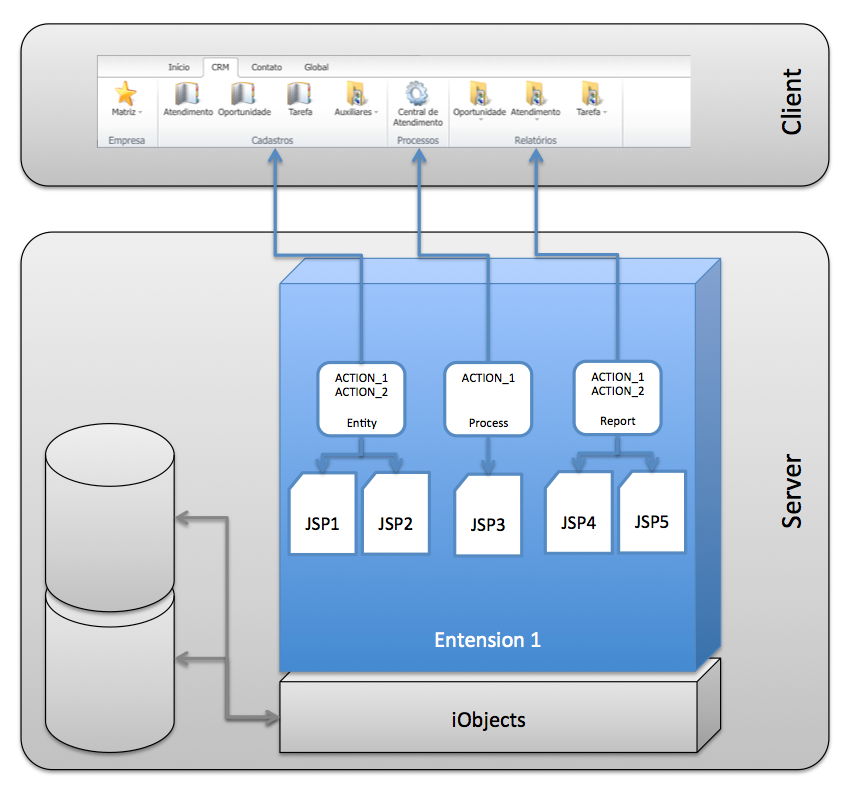 Início CRM Contato Global
Matriz
Atendimento Oportunidade Tarefa Auxiliares
Central de
Atendimento
Oportunidade Atendimento Tarefa
Empresa Cadastros Processos Relatórios
Client
ACTION_1
ACTION_2
Entity
ACTION_1
Process
ACTION_1
ACTION_2
Report
JSP1 JSP2 JSP3 JSP4 JSP5
Server
Entension 1
iObjects